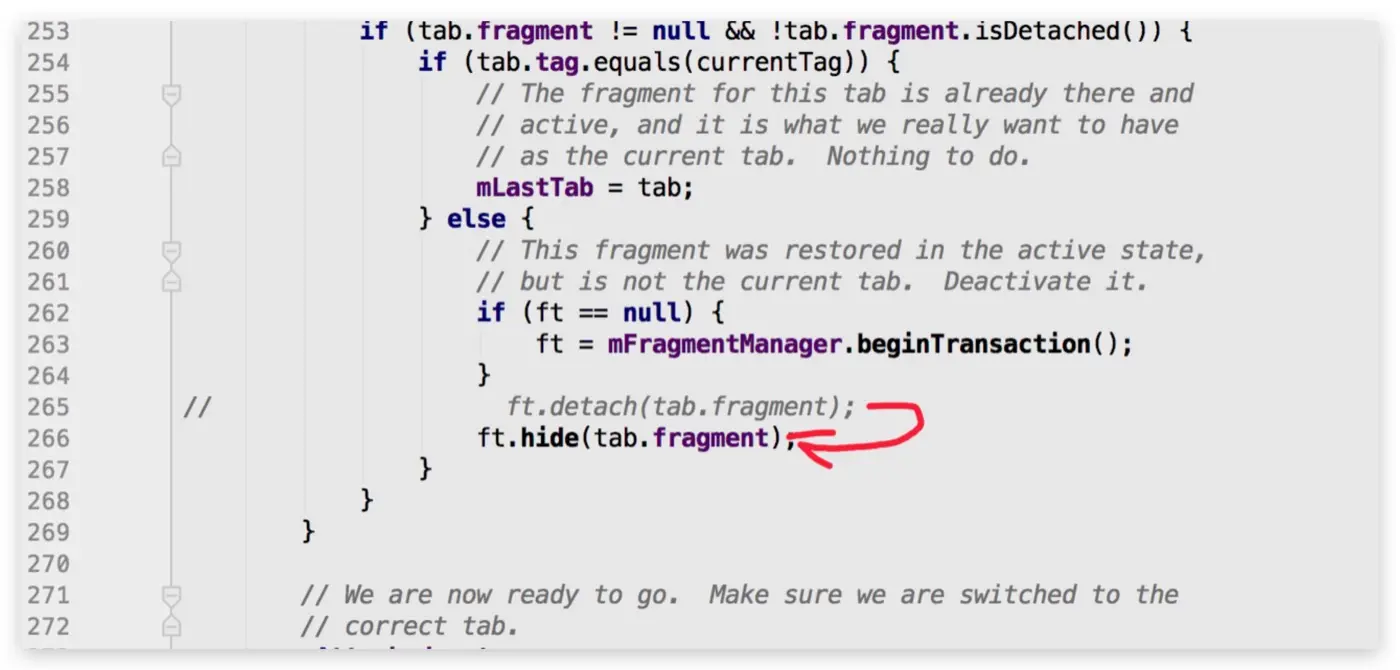 253 if (tab.fragment != null && !tab.fragment.isDetached()) {
254 if (tab.tag.equals(currentTag)) {
255 // The fragment for this tab is already there and
256 // active, and it is what we really want to have
257 // as the current tab.  Nothing to do.
258 mLastTab = tab;
259 } else {
260 // This fragment was restored in the active state,
261 // but is not the current tab.  Deactivate it.
262 if (ft == null) {
263 ft = mFragmentManager.beginTransaction();
264 }
265 // ft.detach(tab.fragment);
266 ft.hide(tab.fragment);
267 }
268 }
269 }
270
271 // We are now ready to go.  Make sure we are switched to the
272 // correct tab.